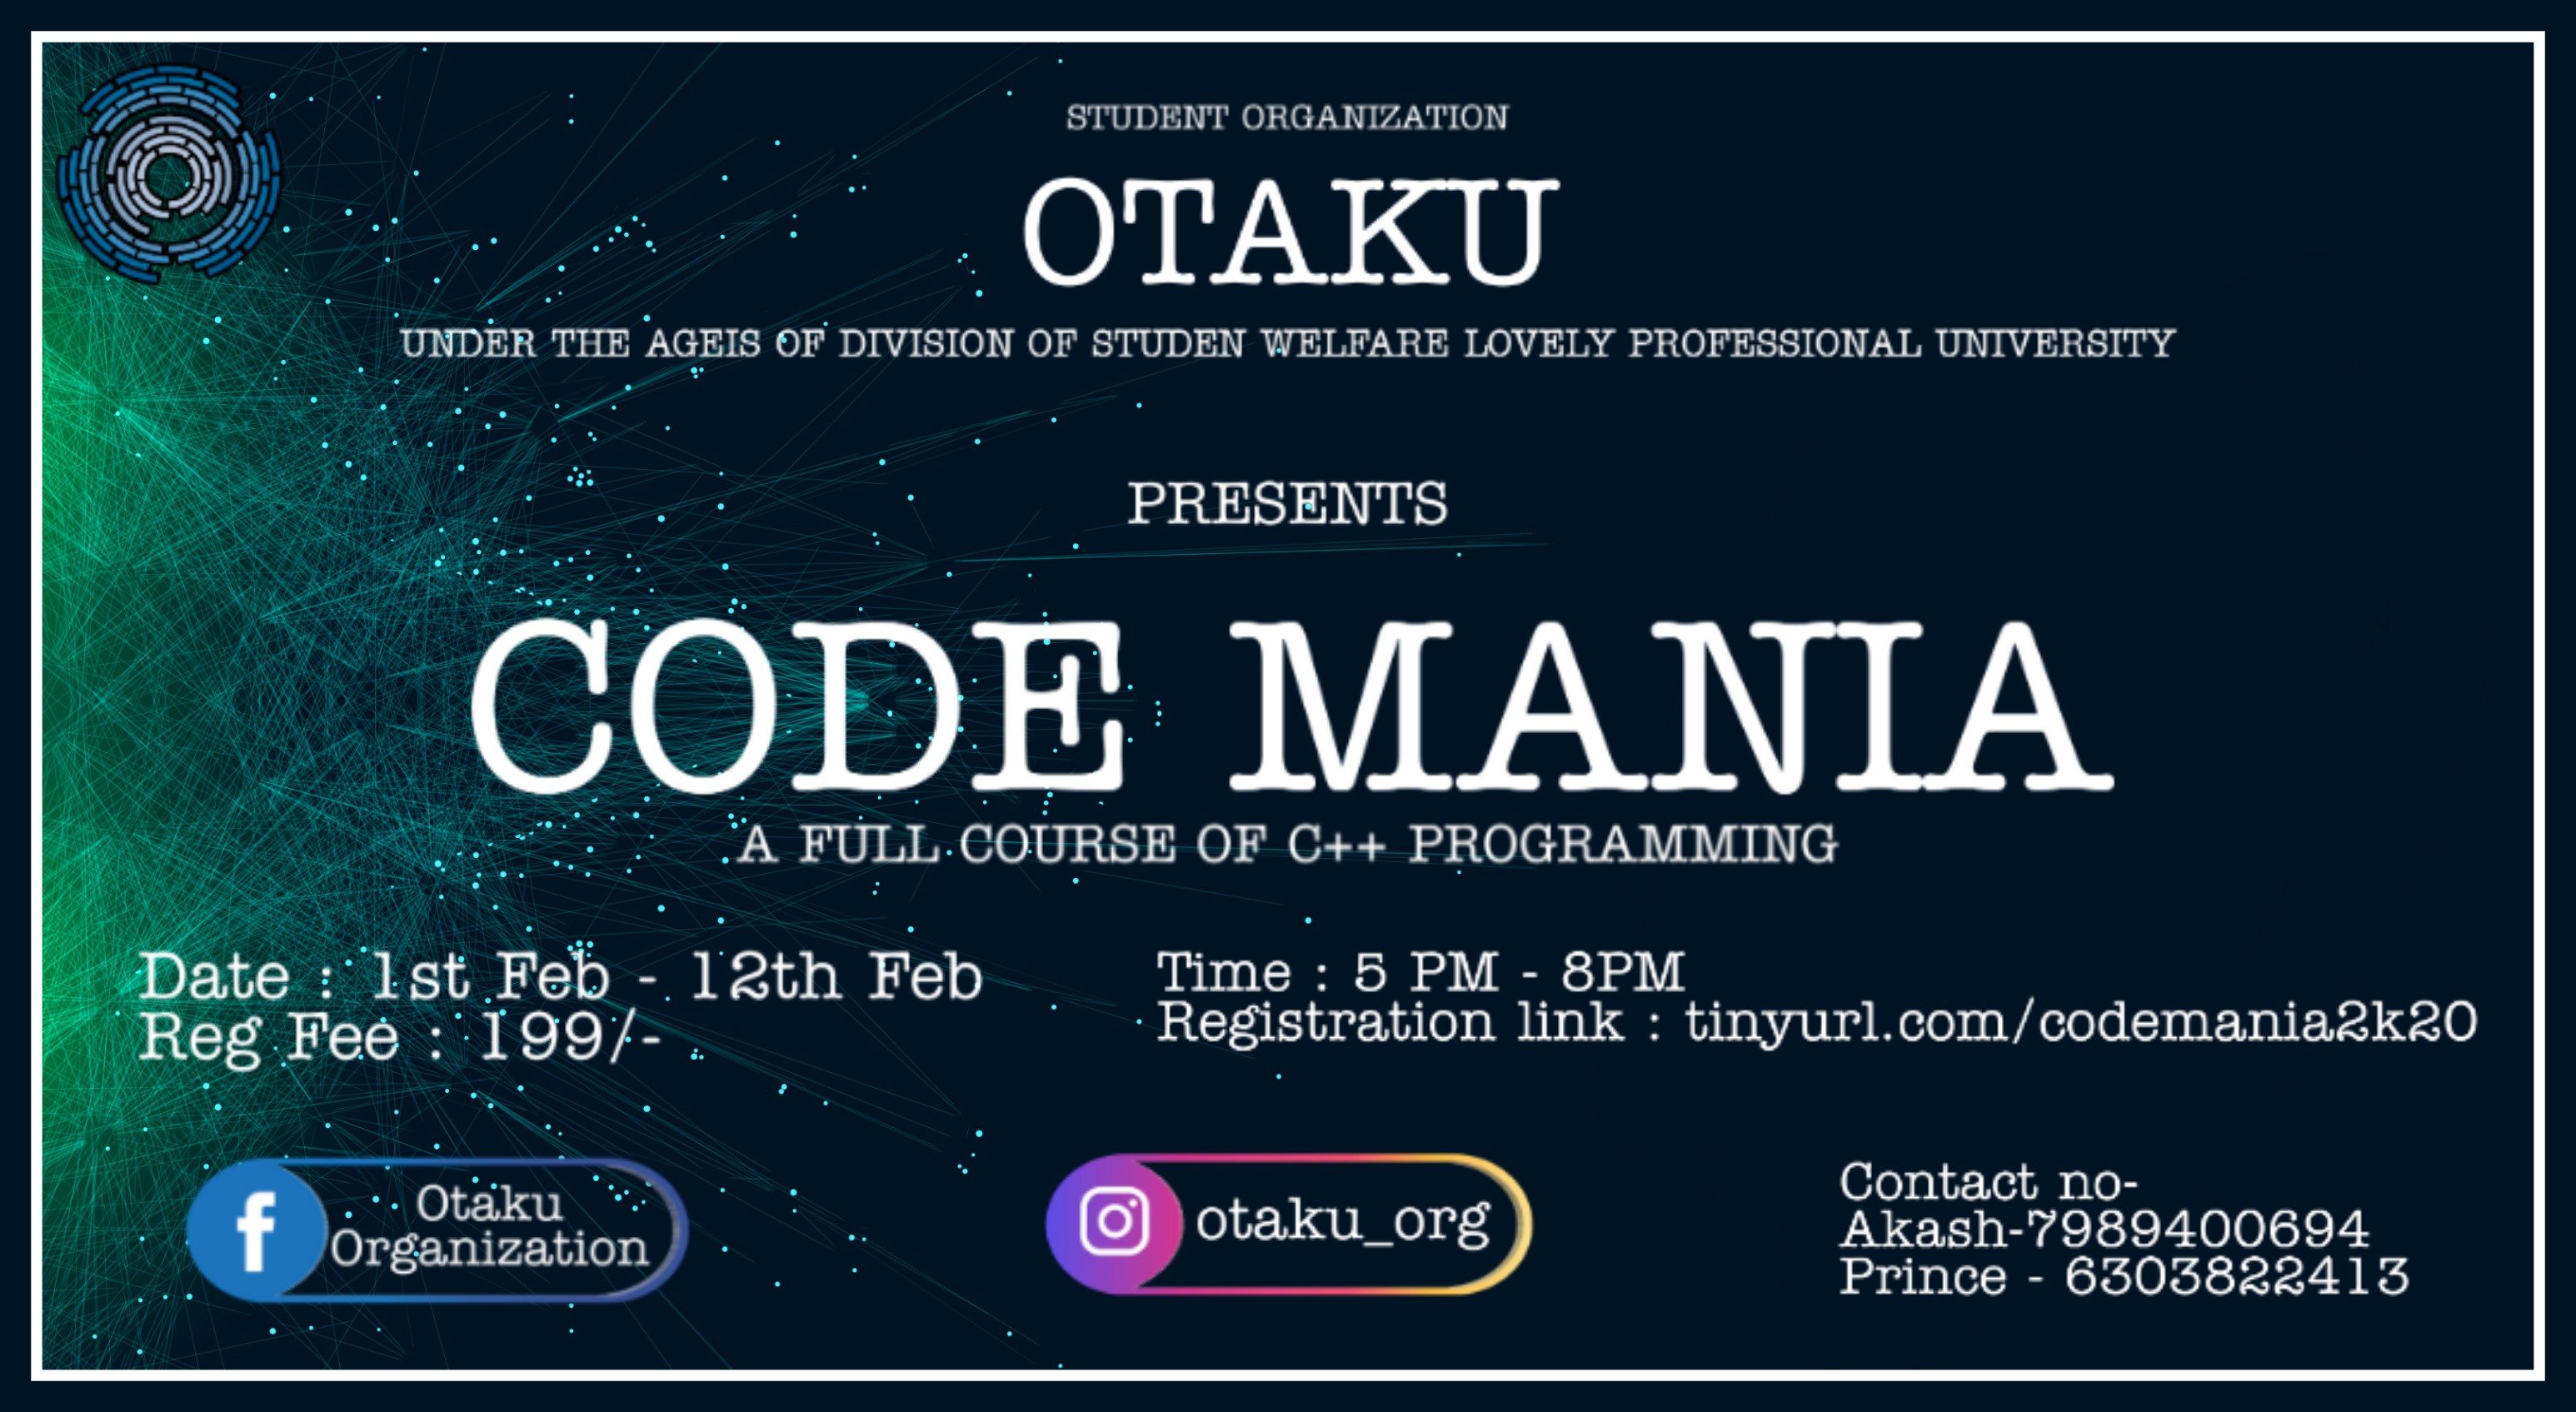 STUDENT ORGANIZATION
OTAKU
UNDER THE AGEIS OF DIVISION OF STUDEN WELFARE LOVELY PROFESSIONAL UNIVERSITY
PRESENTS
CODE MANIA
A FULL COURSE OF C++ PROGRAMMING
Date : 1st Feb - 12th Feb
Reg Fee : 199/-
Time : 5 PM - 8PM
Registration link : tinyurl.com/codemania2k20
Otaku
Organization
otaku_org
Contact no-
Akash-7989400694
Prince - 6303822413